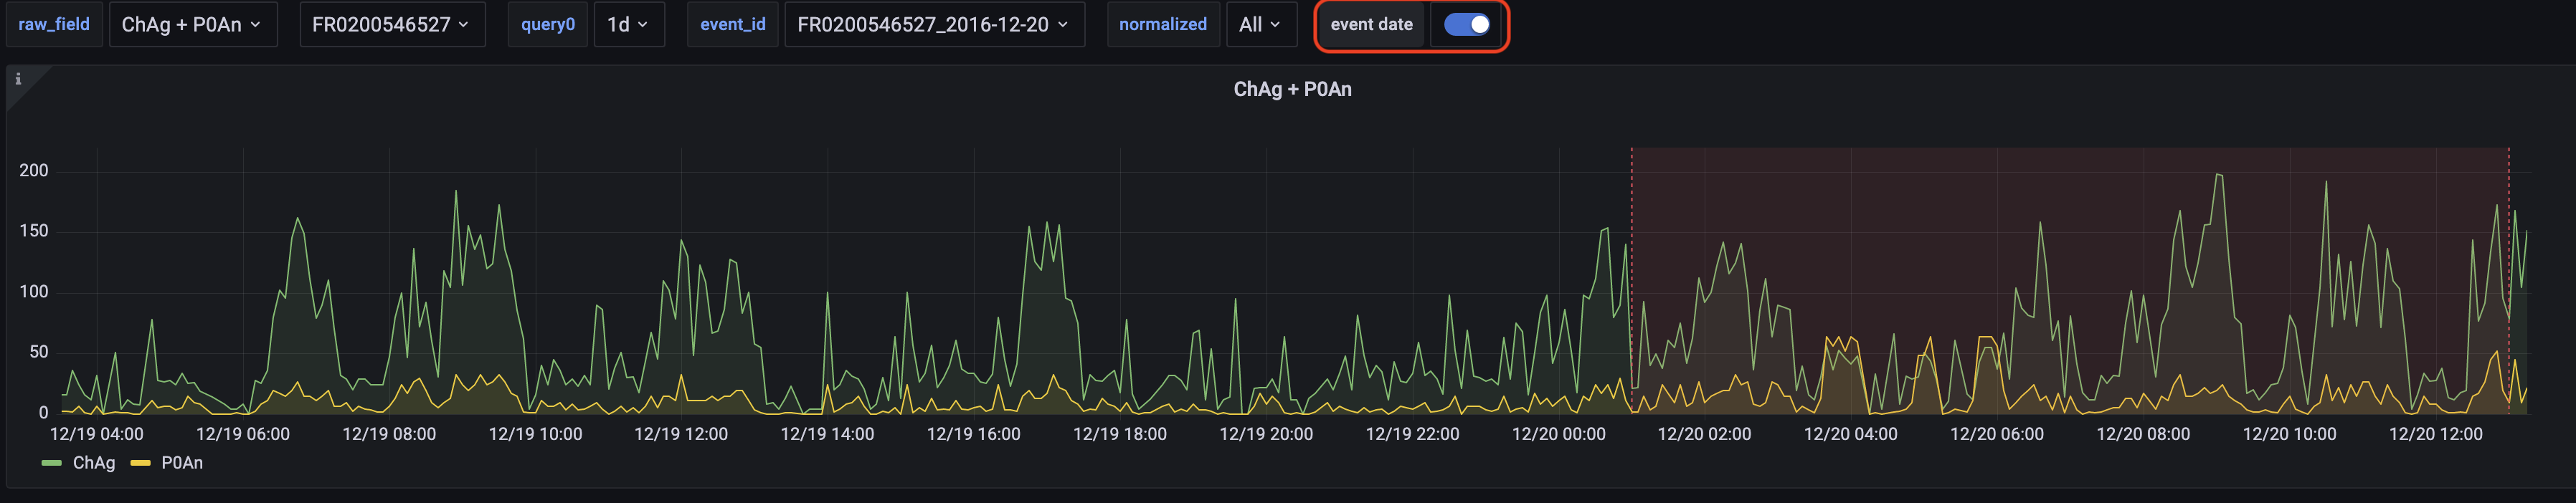 raw_field ChAg + P0An FR0200546527 query0 1d event_id FR0200546527_2016-12-20 normalized All event date
i
ChAg + P0An
200
150
100
50
0
12/19 04:00 12/19 06:00 12/19 08:00 12/19 10:00 12/19 12:00 12/19 14:00 12/19 16:00 12/19 18:00 12/19 20:00 12/19 22:00 12/20 00:00 12/20 02:00 12/20 04:00 12/20 06:00 12/20 08:00 12/20 10:00 12/20 12:00
ChAg P0An